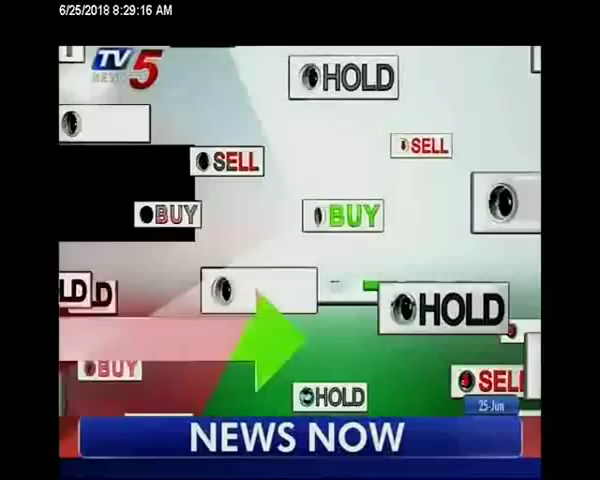 6/25/2018 8:29:16 AM
TV5
NEWS
HOLD
SELL
SELL
BUY
BUY
LD
D
HOLD
BUY
SELL
HOLD
25-Jun
NEWS NOW